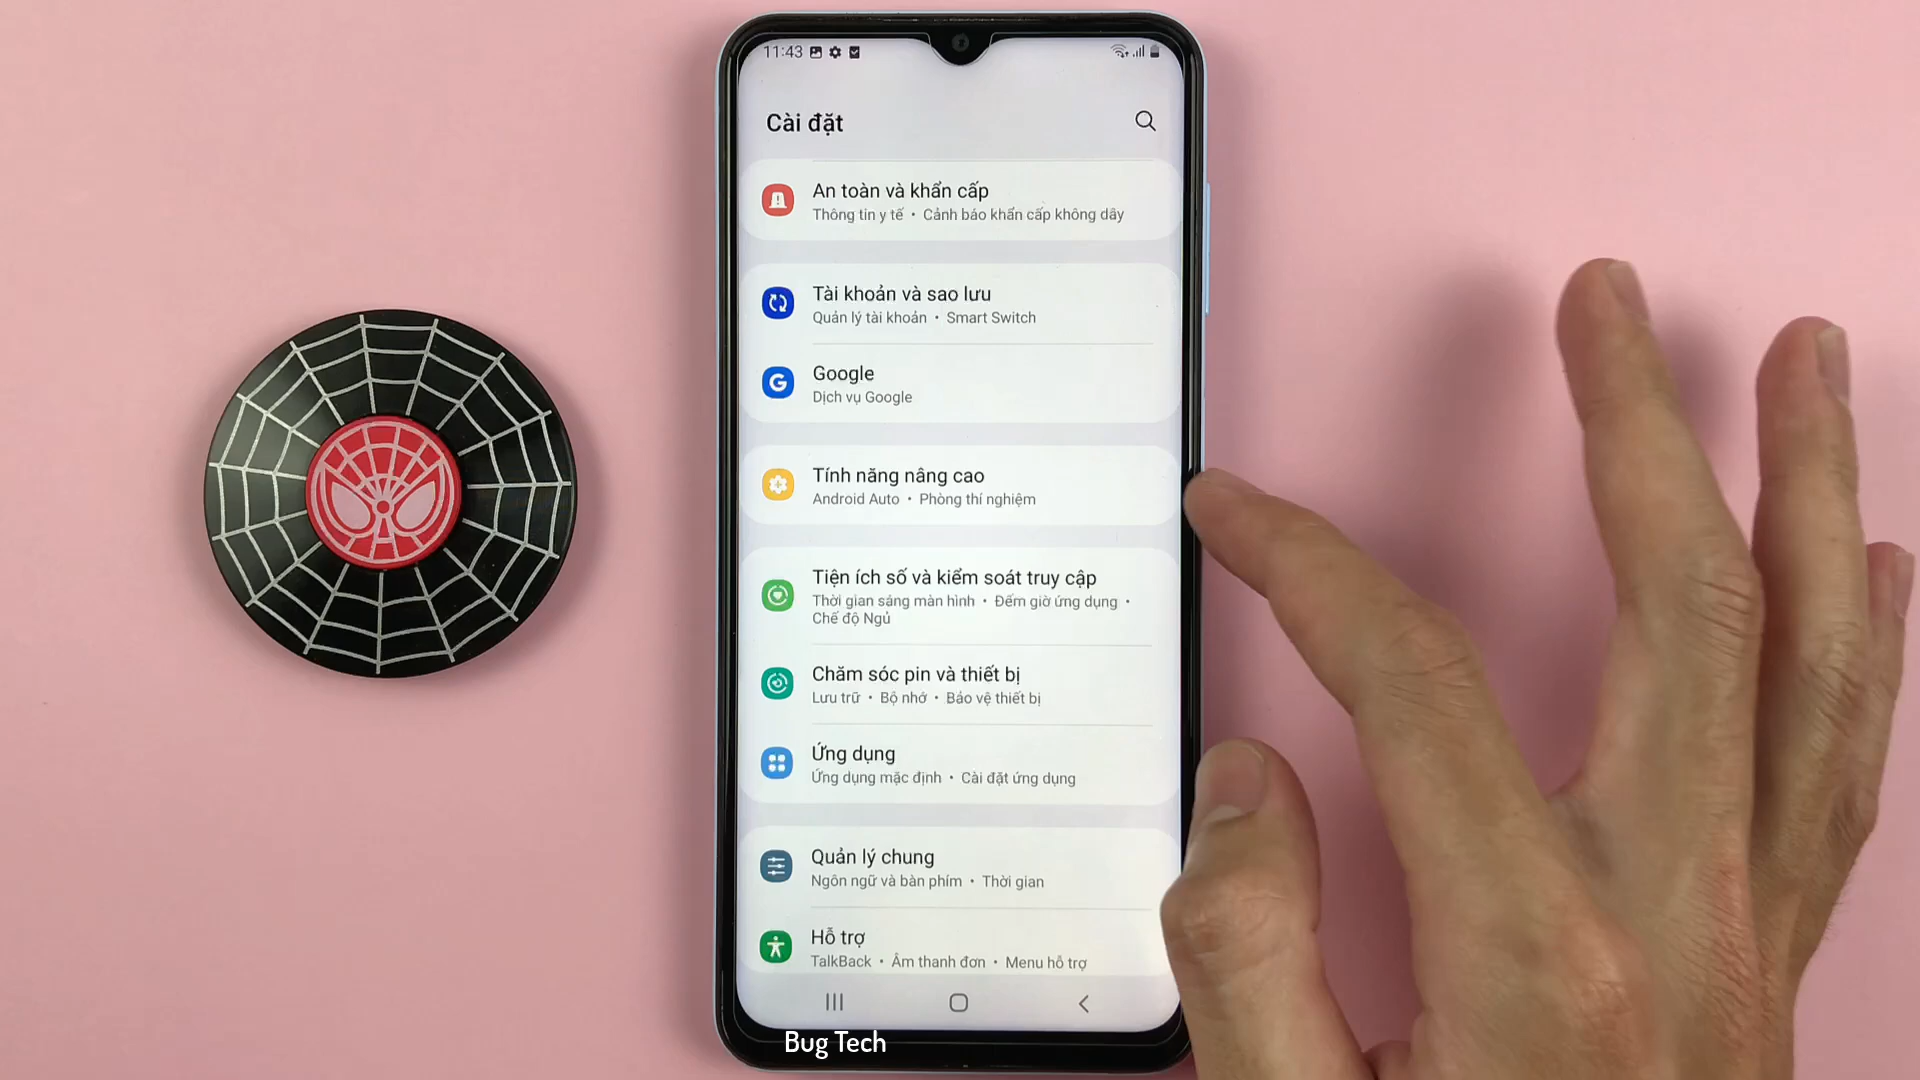 11:43
Cài đặt
An toàn và khẩn cấp
Thông tin y tế • Cảnh báo khẩn cấp không dây
Tài khoản và sao lưu
Quản lý tài khoản • Smart Switch
Google
Dịch vụ Google
Tính năng nâng cao
Android Auto • Phòng thí nghiệm
Tiện ích số và kiểm soát truy cập
Thời gian sáng màn hình • Đếm giờ ứng dụng •
Chế độ Ngủ
Chăm sóc pin và thiết bị
Lưu trữ • Bộ nhớ • Bảo vệ thiết bị
Ứng dụng
Ứng dụng mặc định • Cài đặt ứng dụng
Quản lý chung
Ngôn ngữ và bàn phím • Thời gian
Hỗ trợ
TalkBack • Âm thanh đơn • Menu hỗ trợ
Bug Tech